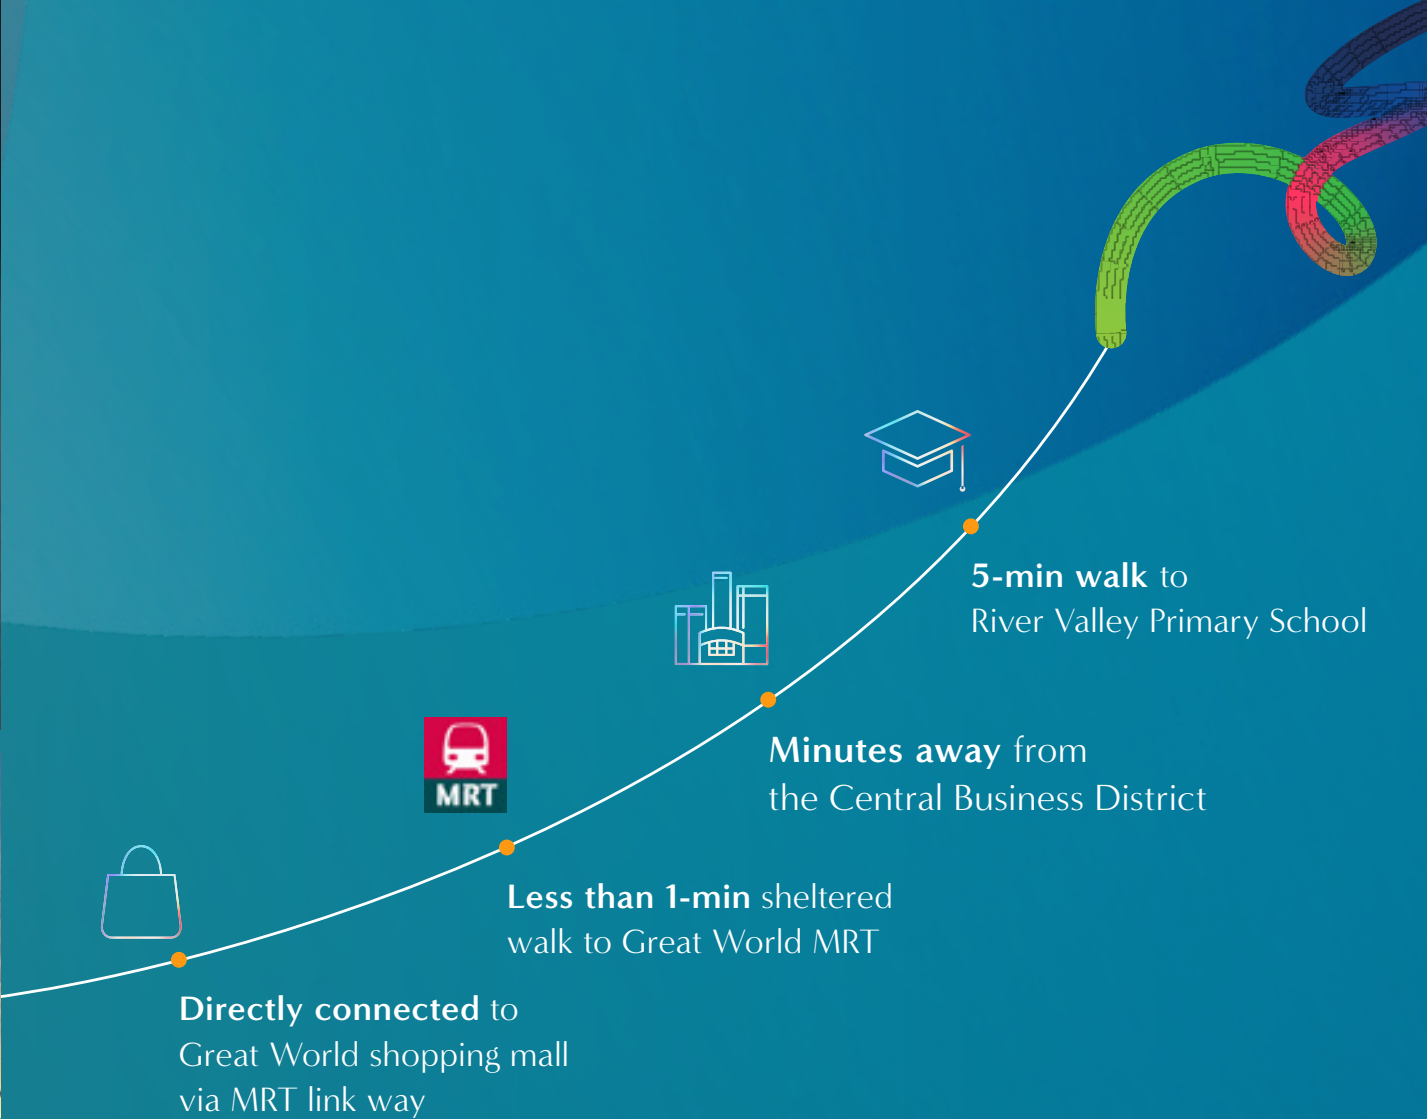 5-min walk to
River Valley Primary School
Minutes away from
the Central Business District
MRT
Less than 1-min sheltered
walk to Great World MRT
Directly connected to
Great World shopping mall
via MRT link way